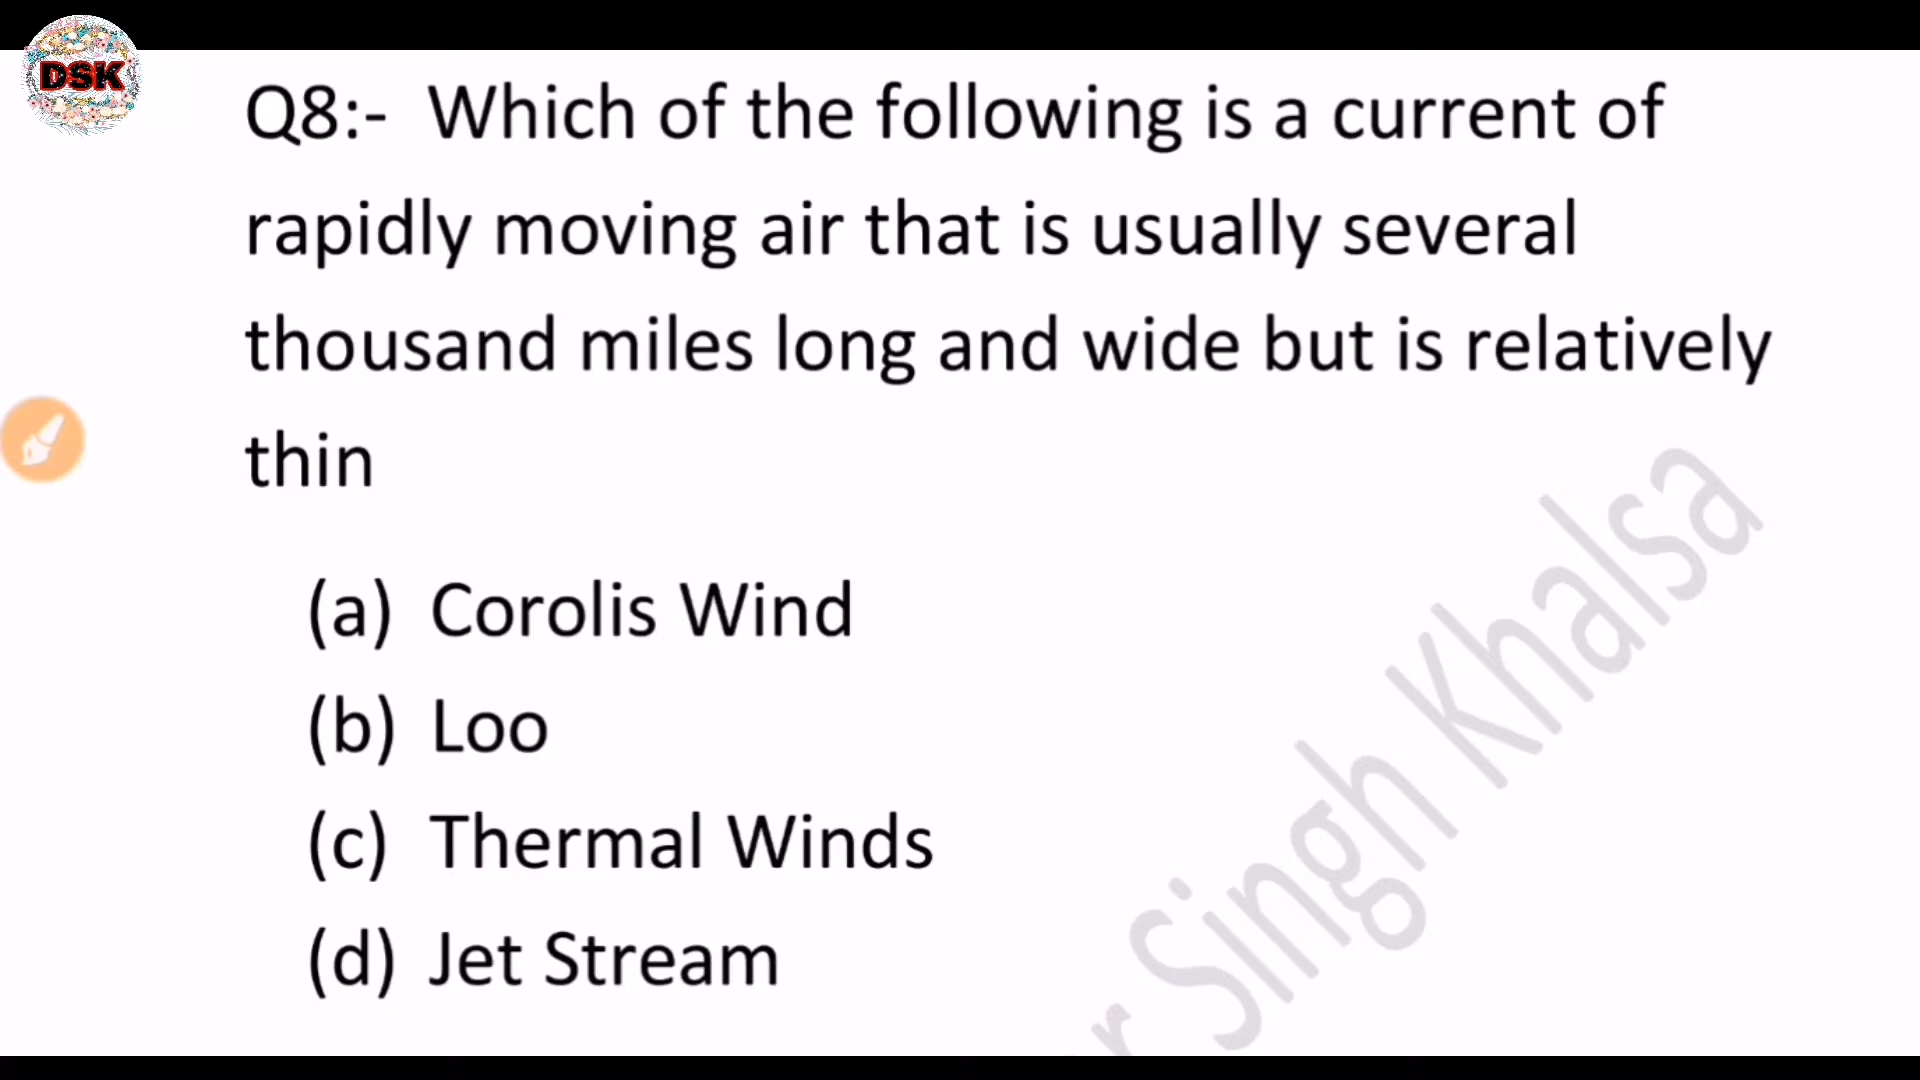 DSK
Q8:- Which of the following is a current of
rapidly moving air that is usually several
thousand miles long and wide but is relatively
thin
(a) Corolis Wind
(b) Loo
(c) Thermal Winds
(d) Jet Stream
r Singh Khalsa